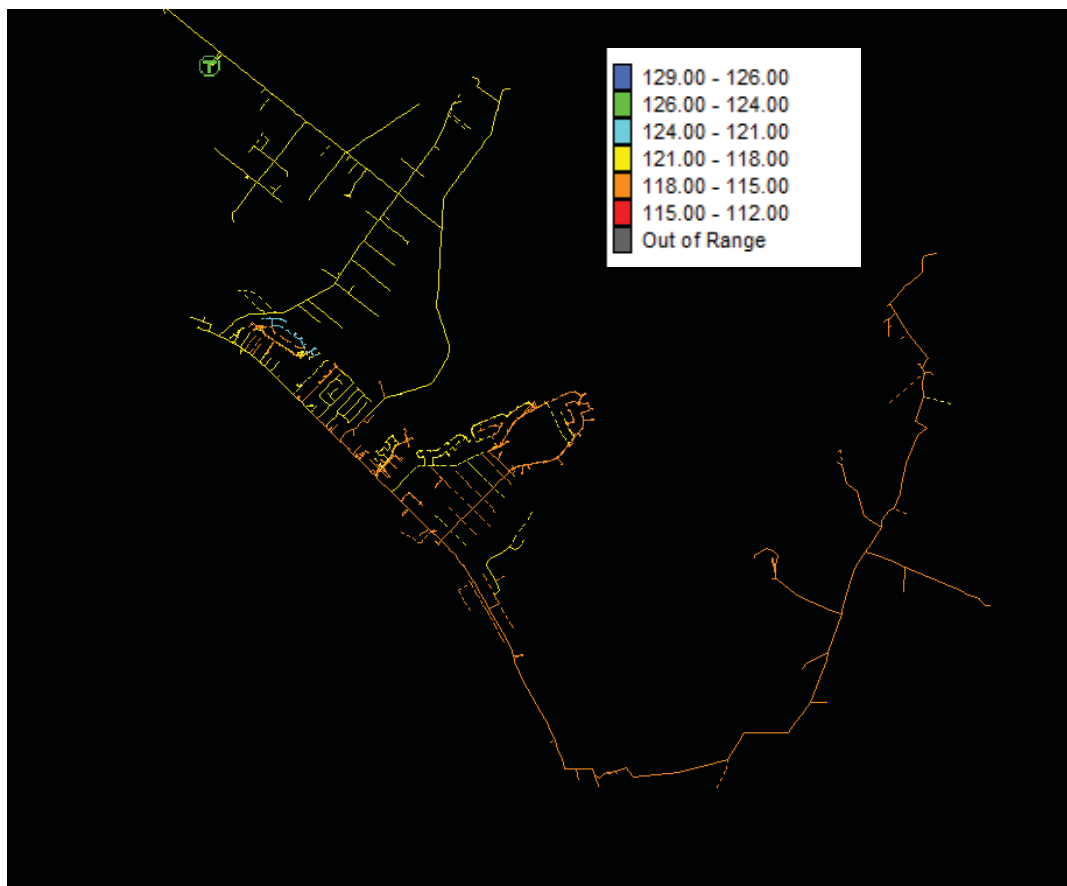 T
129.00 - 126.00
126.00 - 124.00
124.00 - 121.00
121.00 - 118.00
118.00 - 115.00
115.00 - 112.00
Out of Range